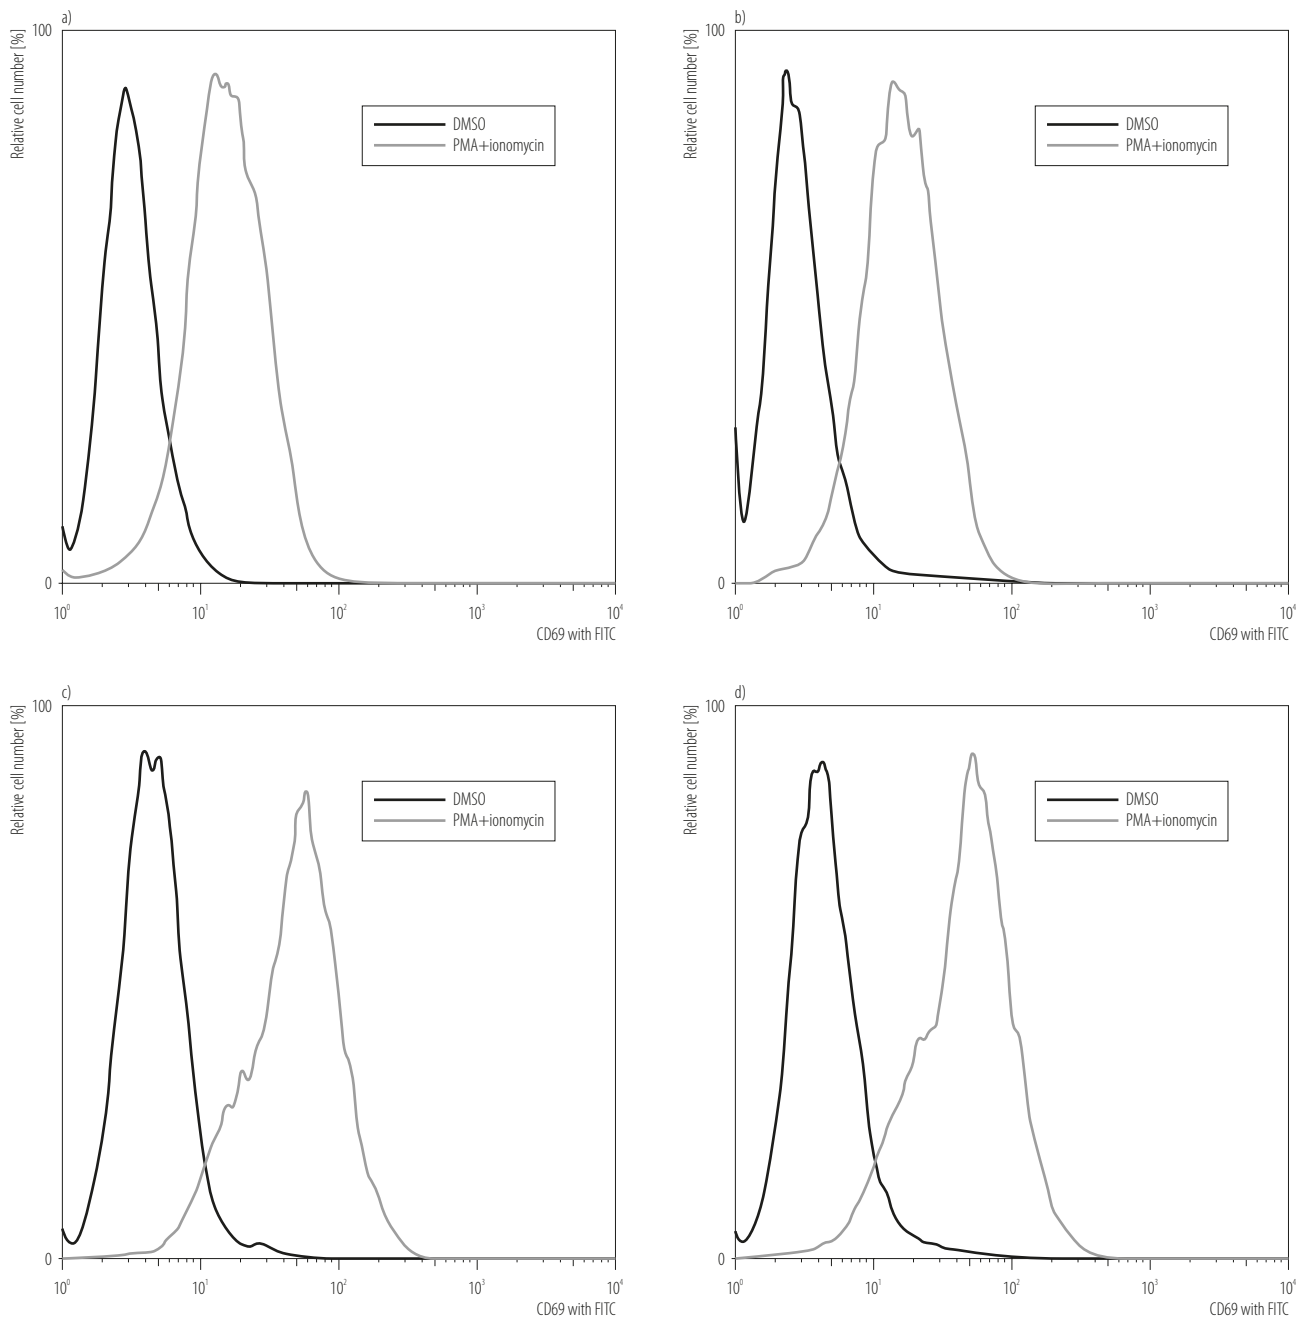 a)
Relative cell number [%]
100
0
DMSO
PMA+ionomycin
10⁰ 10¹ 10² 10³ 10⁴
CD69 with FITC
b)
Relative cell number [%]
100
0
DMSO
PMA+ionomycin
10⁰ 10¹ 10² 10³ 10⁴
CD69 with FITC
c)
Relative cell number [%]
100
0
DMSO
PMA+ionomycin
10⁰ 10¹ 10² 10³ 10⁴
CD69 with FITC
d)
Relative cell number [%]
100
0
DMSO
PMA+ionomycin
10⁰ 10¹ 10² 10³ 10⁴
CD69 with FITC